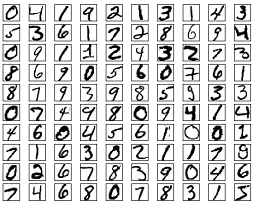 0 4 1 9 2 1 3 1 4 3
5 3 6 1 7 2 8 6 9 4
0 9 1 1 2 4 3 2 7 3
8 6 9 0 5 6 0 7 6 1
8 7 9 3 9 8 5 9 3 3
0 7 4 9 8 0 9 4 1 4
4 6 0 4 5 6 1 0 0 1
7 1 6 3 0 2 1 1 7 9
0 2 6 7 8 3 9 0 4 6
7 4 6 8 0 7 8 3 1 5